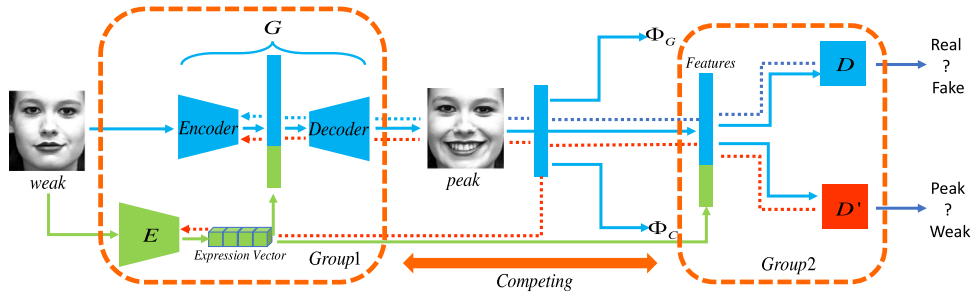 G
Φ_G
Features
D
Real
?
Fake
Encoder
Decoder
weak
peak
E
Expression Vector
Group1
Φ_C
D'
Peak
?
Weak
Competing
Group2